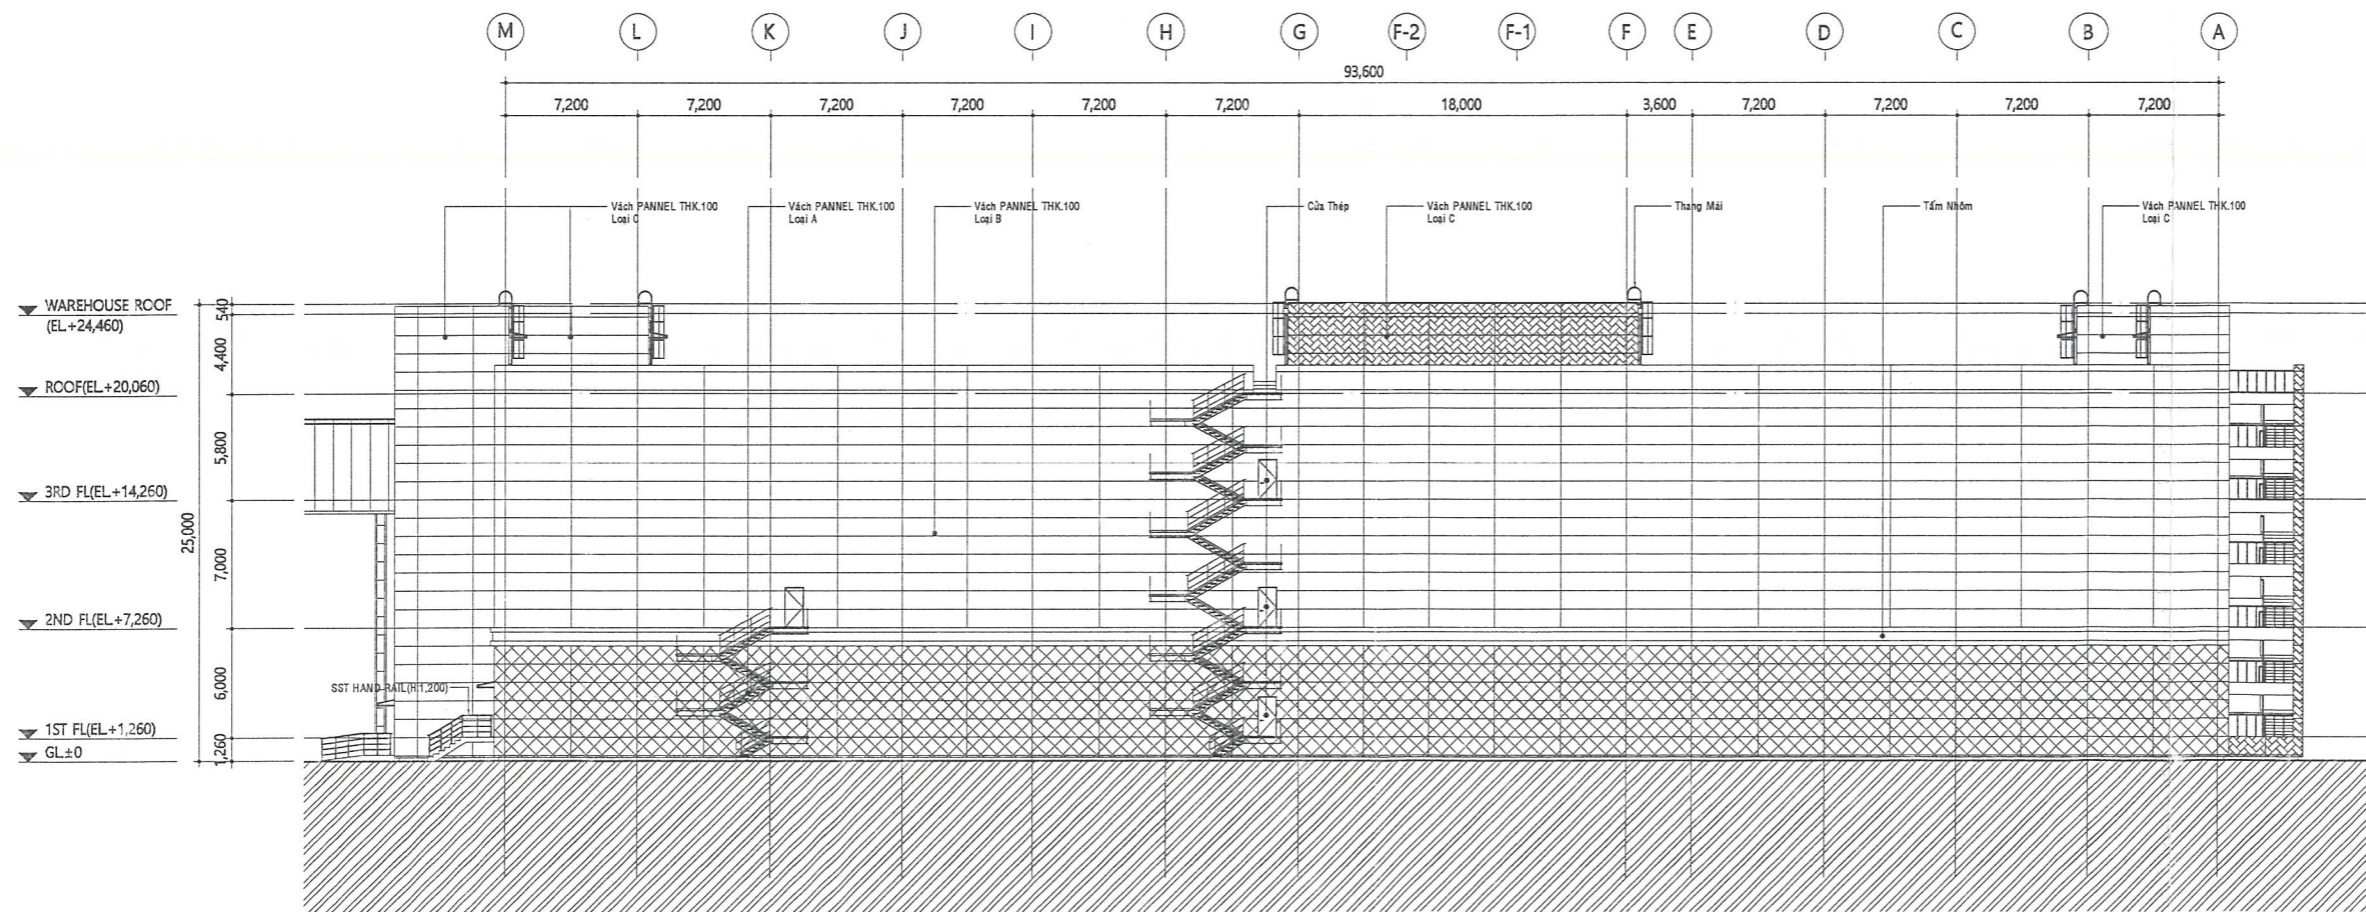 M L K J I H G F-2 F-1 F E D C B A
93,600
7,200 7,200 7,200 7,200 7,200 7,200 18,000 3,600 7,200 7,200 7,200 7,200
Vách PANNEL THK.100
Loại C
Vách PANNEL THK.100
Loại A
Vách PANNEL THK.100
Loại B
Cửa Thép
Vách PANNEL THK.100
Loại C
Thang Mái
Tấm Nhôm
Vách PANNEL THK.100
Loại C
WAREHOUSE ROOF
(EL.+24,460)
540
4,400
ROOF(EL.+20,060)
5,800
3RD FL(EL.+14,260)
25,000
7,000
2ND FL(EL.+7,260)
6,000
SST HAND RAIL(H:1,200)
1ST FL(EL.+1,260)
1,260
GL.±0